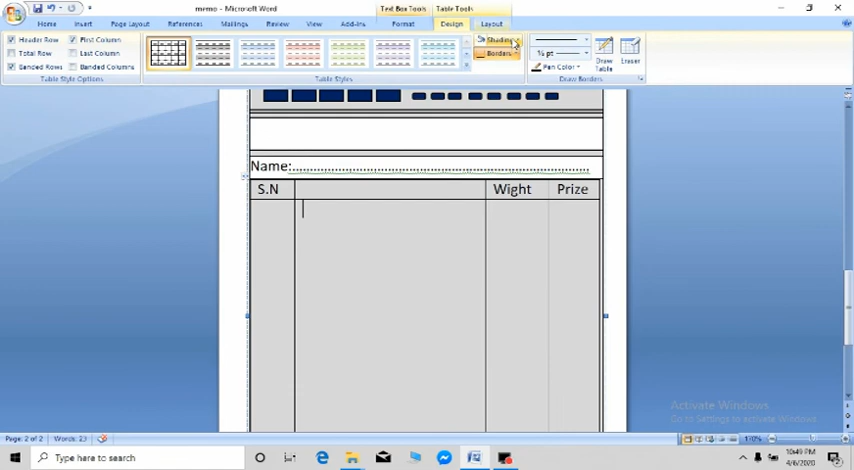 memo - Microsoft Word
Text Box Tools
Table Tools
Home
Insert
Page Layout
References
Mailings
Review
View
Add-Ins
Format
Design
Layout
Header Row
First Column
Total Row
Last Column
Banded Rows
Banded Columns
Table Style Options
Table Styles
Shading
Borders
½ pt
Pen Color
Draw Table
Eraser
Draw Borders
Name:..........................................................................
S.N
Wight
Prize
Activate Windows
Go to Settings to activate Windows.
Page: 2 of 2
Words: 23
170%
Type here to search
10:49 PM
4/6/2020